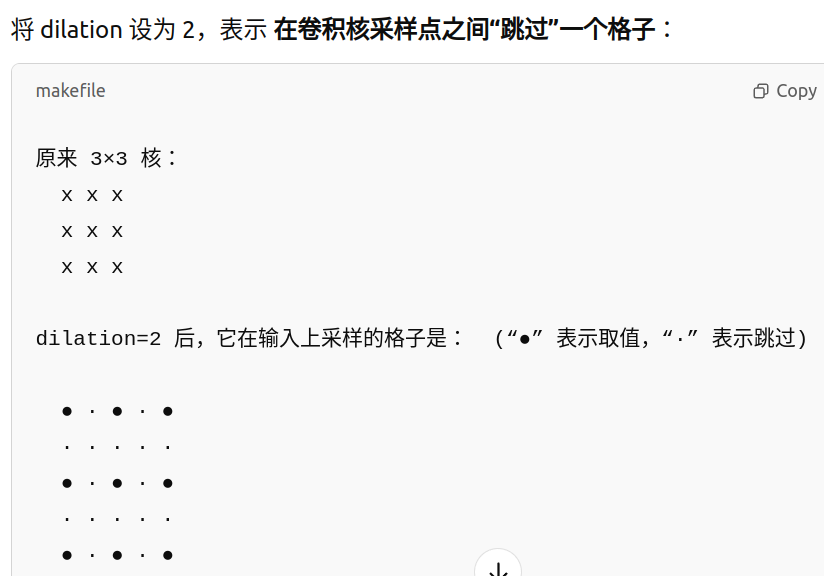 将 dilation 设为 2，表示 在卷积核采样点之间“跳过”一个格子：
makefile
Copy
原来 3×3 核：
x x x
x x x
x x x
dilation=2 后，它在输入上采样的格子是： (“●” 表示取值，“·” 表示跳过)
● · ● · ●
· · · · ·
● · ● · ●
· · · · ·
● · ● · ●